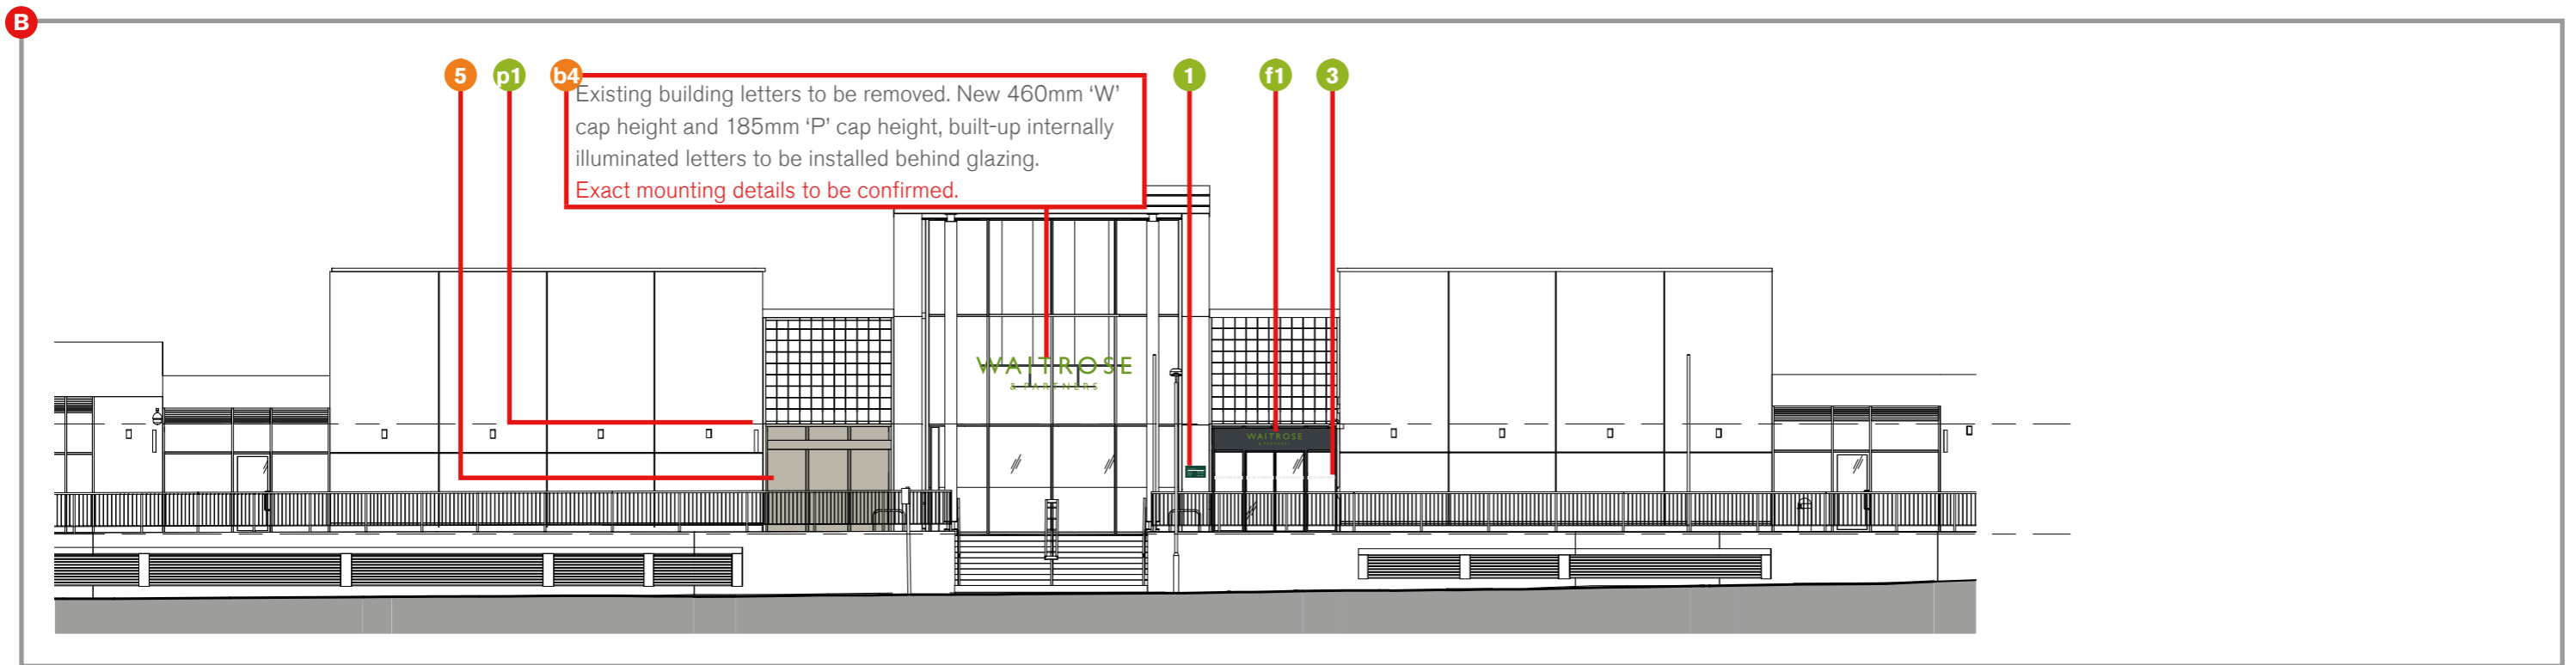 B
5 p1 b4 1 f1 3
Existing building letters to be removed. New 460mm ‘W’
cap height and 185mm ‘P’ cap height, built-up internally
illuminated letters to be installed behind glazing.
Exact mounting details to be confirmed.
WAITROSE
& PARTNERS
WAITROSE